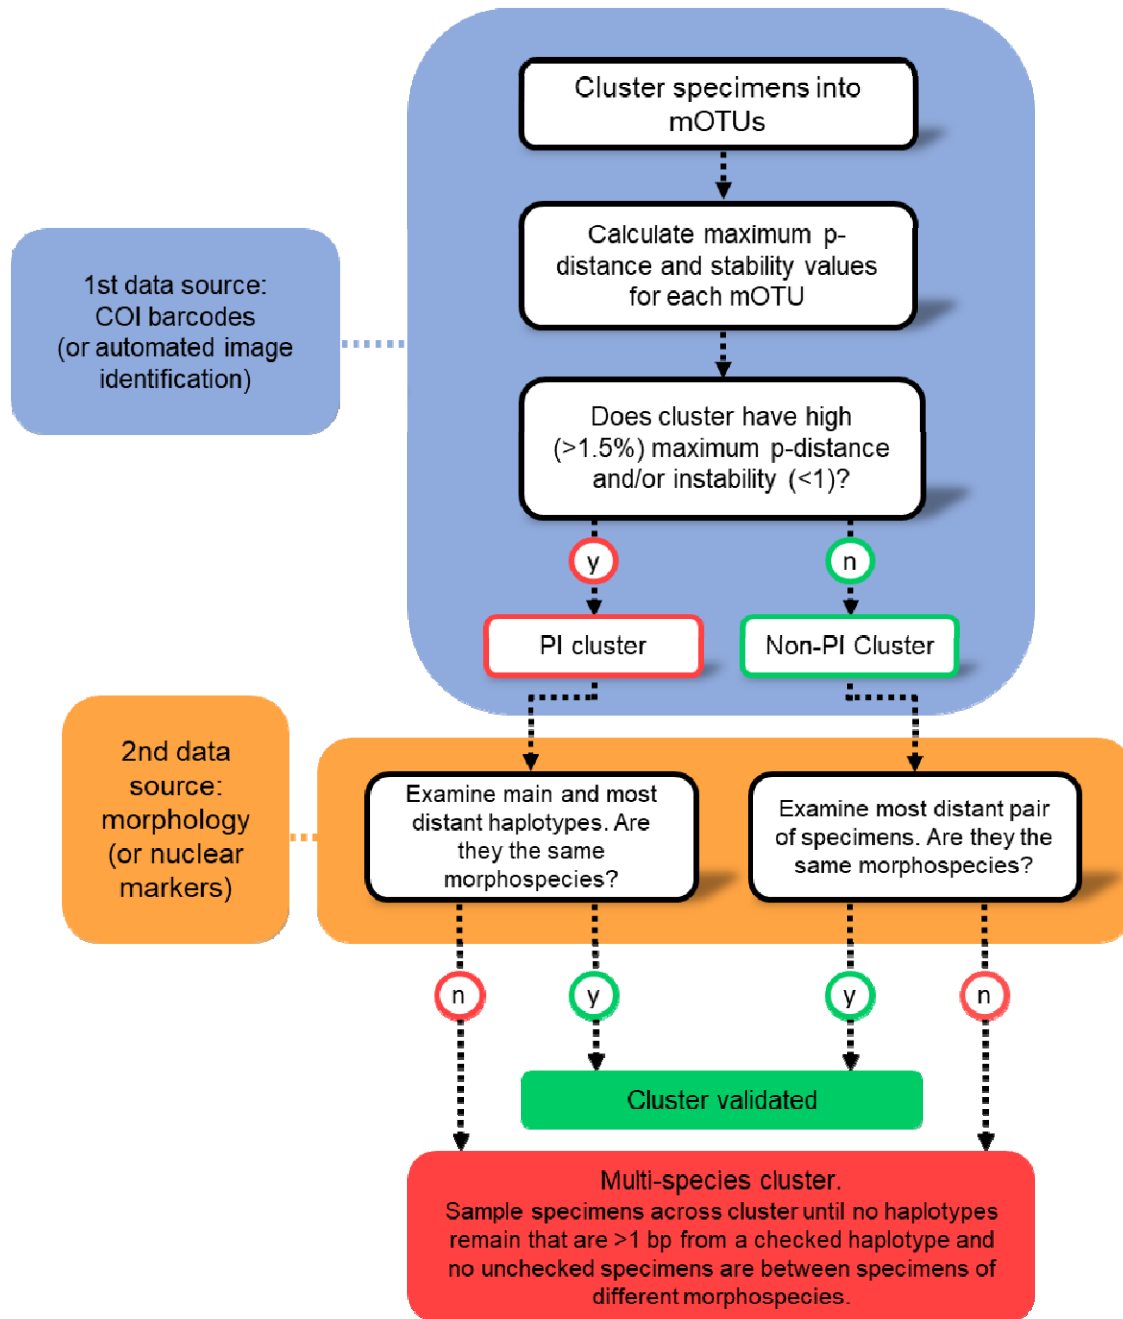 Cluster specimens into
mOTUs
Calculate maximum p-
distance and stability values
for each mOTU
1st data source:
COI barcodes
(or automated image
identification)
Does cluster have high
(>1.5%) maximum p-distance
and/or instability (<1)?
y
n
PI cluster
Non-PI Cluster
2nd data
source:
morphology
(or nuclear
markers)
Examine main and most
distant haplotypes. Are
they the same
morphospecies?
Examine most distant pair
of specimens. Are they the
same morphospecies?
n
y
y
n
Cluster validated
Multi-species cluster.
Sample specimens across cluster until no haplotypes
remain that are >1 bp from a checked haplotype and
no unchecked specimens are between specimens of
different morphospecies.